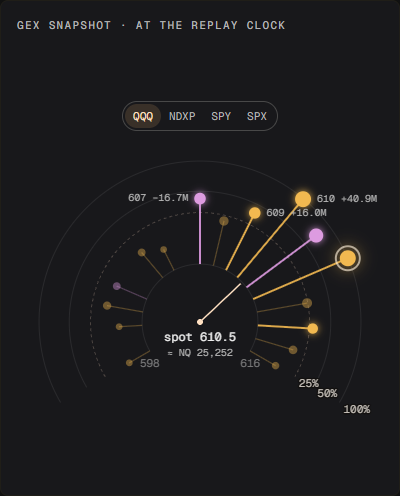 GEX SNAPSHOT · AT THE REPLAY CLOCK
QQQ NDXP SPY SPX
607 −16.7M
610 +40.9M
609 +16.0M
spot 610.5
≈ NQ 25,252
598
616
25%
50%
100%